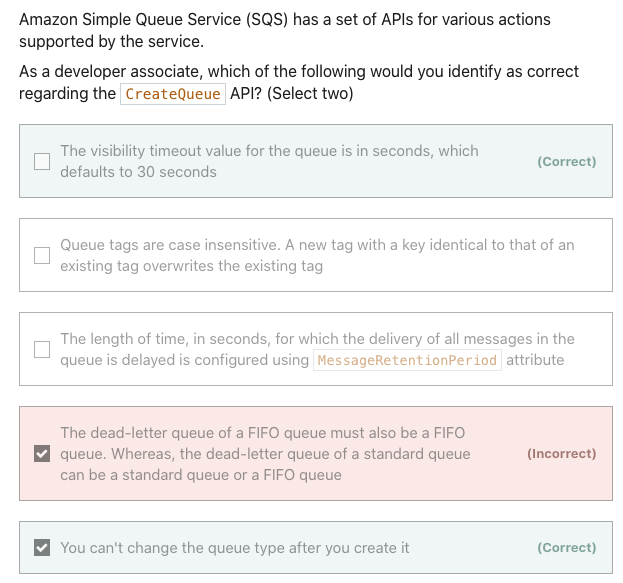 Amazon Simple Queue Service (SQS) has a set of APIs for various actions
supported by the service.
As a developer associate, which of the following would you identify as correct
regarding the CreateQueue API? (Select two)
The visibility timeout value for the queue is in seconds, which
defaults to 30 seconds
(Correct)
Queue tags are case insensitive. A new tag with a key identical to that of an
existing tag overwrites the existing tag
The length of time, in seconds, for which the delivery of all messages in the
queue is delayed is configured using MessageRetentionPeriod attribute
The dead-letter queue of a FIFO queue must also be a FIFO
queue. Whereas, the dead-letter queue of a standard queue
can be a standard queue or a FIFO queue
(Incorrect)
You can't change the queue type after you create it
(Correct)